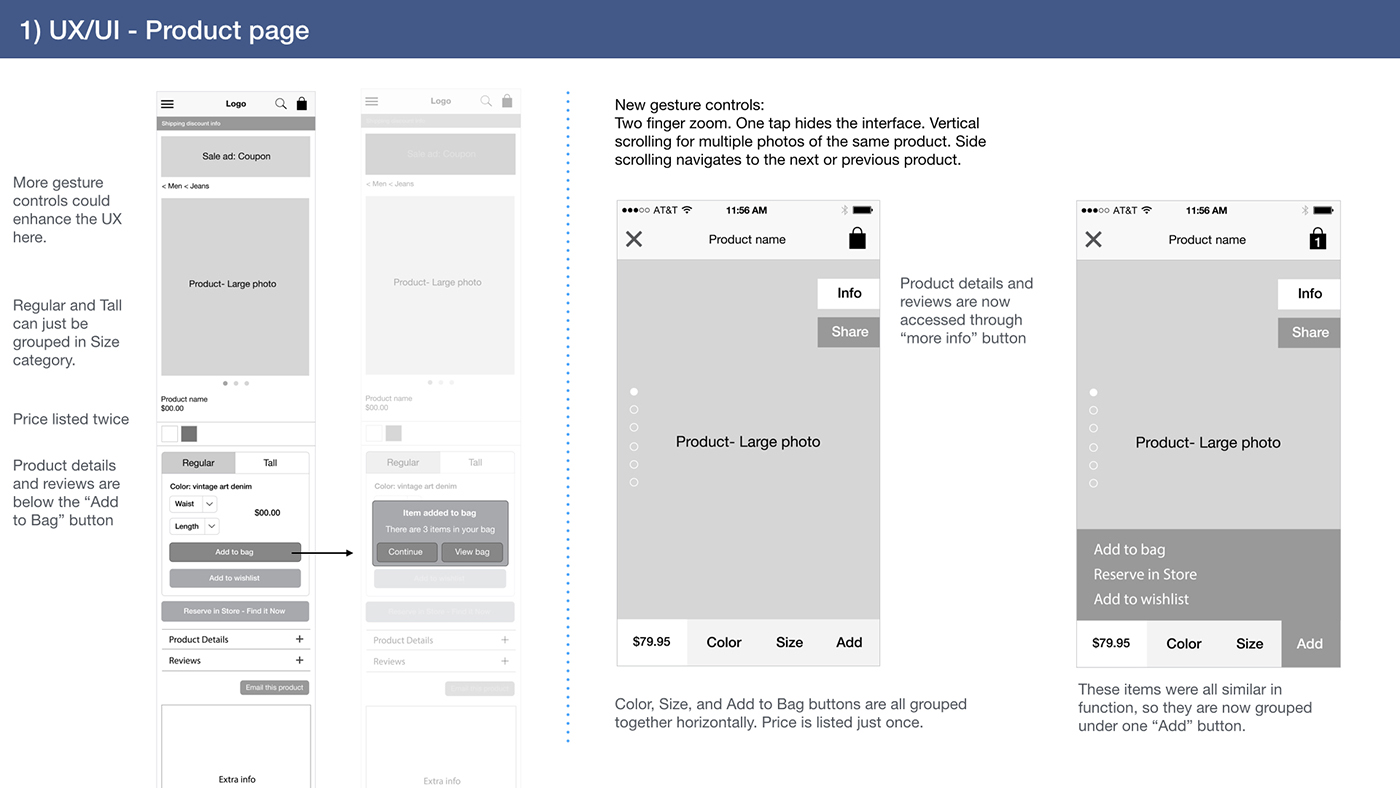 1) UX/UI - Product page
More gesture
controls could
enhance the UX
here.
Regular and Tall
can just be
grouped in Size
category.
Price listed twice
Product details
and reviews are
below the “Add
to Bag” button
Logo
Shipping discount info
Sale ad: Coupon
< Men < Jeans
Product- Large photo
Product name
$00.00
Regular
Tall
Color: vintage art denim
Waist
$00.00
Length
Add to bag
Add to wishlist
Reserve in Store - Find it Now
Product Details +
Reviews +
Email this product
Extra info
Logo
Shipping discount info
Sale ad: Coupon
< Men < Jeans
Product- Large photo
Product name
$00.00
Regular
Tall
Color: vintage art denim
Item added to bag
There are 3 items in your bag
Continue
View bag
Add to wishlist
Reserve in Store - Find it Now
Product Details +
Reviews +
Email this product
Extra info
New gesture controls:
Two finger zoom. One tap hides the interface. Vertical
scrolling for multiple photos of the same product. Side
scrolling navigates to the next or previous product.
AT&T 11:56 AM
Product name
Info
Share
Product- Large photo
$79.95 Color Size Add
Color, Size, and Add to Bag buttons are all grouped
together horizontally. Price is listed just once.
Product details and
reviews are now
accessed through
“more info” button
AT&T 11:56 AM
Product name
1
Info
Share
Product- Large photo
Add to bag
Reserve in Store
Add to wishlist
$79.95 Color Size Add
These items were all similar in
function, so they are now grouped
under one “Add” button.